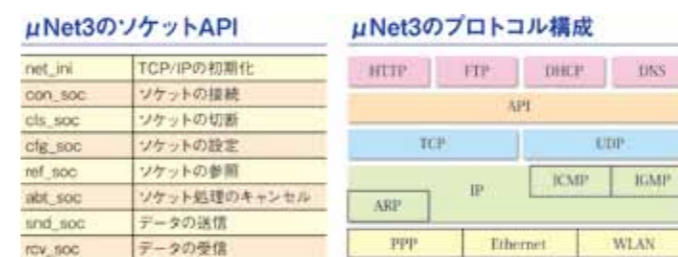 μNet3のソケットAPI
net_ini TCP/IPの初期化
con_soc ソケットの接続
cls_soc ソケットの切断
cfg_soc ソケットの設定
ref_soc ソケットの参照
abt_soc ソケット処理のキャンセル
snd_soc データの送信
rcv_soc データの受信
μNet3のプロトコル構成
HTTP FTP DHCP DNS
API
TCP UDP
IP ICMP IGMP
ARP
PPP Ethernet WLAN